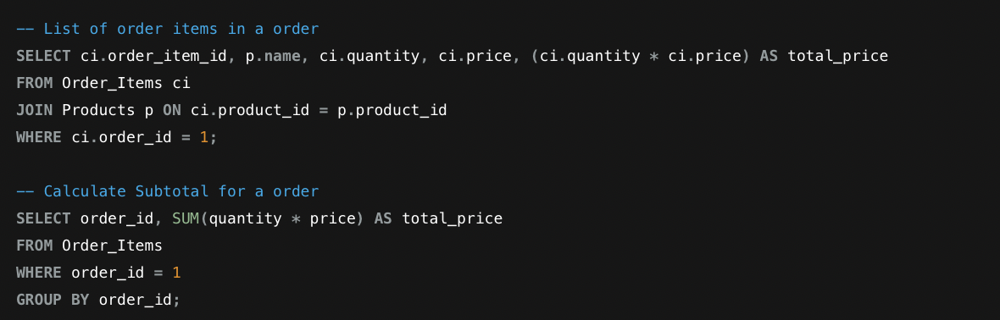 -- List of order items in a order
SELECT ci.order_item_id, p.name, ci.quantity, ci.price, (ci.quantity * ci.price) AS total_price
FROM Order_Items ci
JOIN Products p ON ci.product_id = p.product_id
WHERE ci.order_id = 1;
-- Calculate Subtotal for a order
SELECT order_id, SUM(quantity * price) AS total_price
FROM Order_Items
WHERE order_id = 1
GROUP BY order_id;